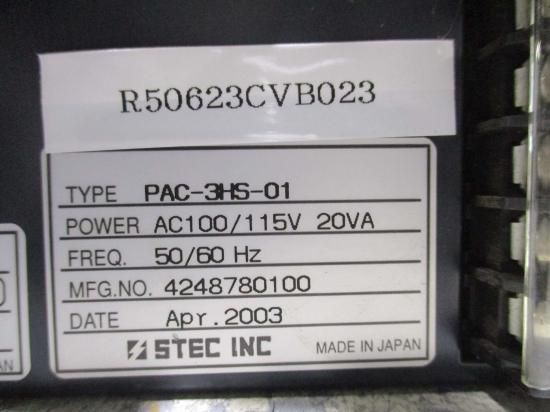 R50623CVB023
TYPE PAC-3HS-01
POWER AC100/115V 20VA
FREQ. 50/60 Hz
MFG.NO. 4248780100
DATE Apr.2003
STEC INC MADE IN JAPAN